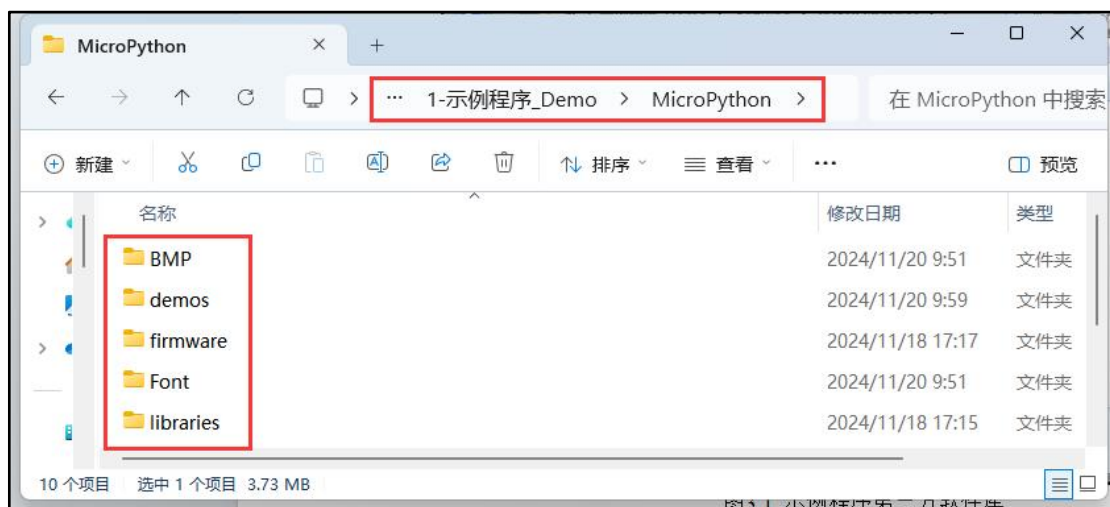 MicroPython
1-示例程序_Demo > MicroPython >
在 MicroPython 中搜索
新建
排序
查看
预览
名称
修改日期
类型
BMP
2024/11/20 9:51
文件夹
demos
2024/11/20 9:59
文件夹
firmware
2024/11/18 17:17
文件夹
Font
2024/11/20 9:51
文件夹
libraries
2024/11/18 17:15
文件夹
10 个项目
选中 1 个项目 3.73 MB